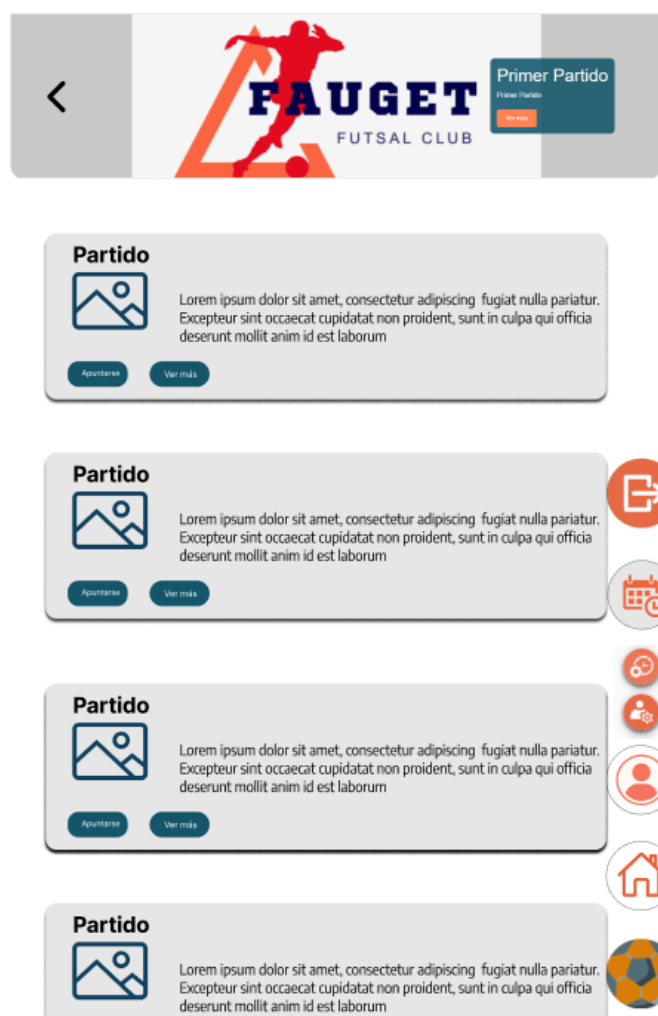 FAUGET
FUTSAL CLUB
Primer Partido
Primer Partido
Ver más
Partido
Lorem ipsum dolor sit amet, consectetur adipiscing fugiat nulla pariatur.
Excepteur sint occaecat cupidatat non proident, sunt in culpa qui officia
deserunt mollit anim id est laborum
Apuntarse
Ver más
Partido
Lorem ipsum dolor sit amet, consectetur adipiscing fugiat nulla pariatur.
Excepteur sint occaecat cupidatat non proident, sunt in culpa qui officia
deserunt mollit anim id est laborum
Apuntarse
Ver más
Partido
Lorem ipsum dolor sit amet, consectetur adipiscing fugiat nulla pariatur.
Excepteur sint occaecat cupidatat non proident, sunt in culpa qui officia
deserunt mollit anim id est laborum
Apuntarse
Ver más
Partido
Lorem ipsum dolor sit amet, consectetur adipiscing fugiat nulla pariatur.
Excepteur sint occaecat cupidatat non proident, sunt in culpa qui officia
deserunt mollit anim id est laborum